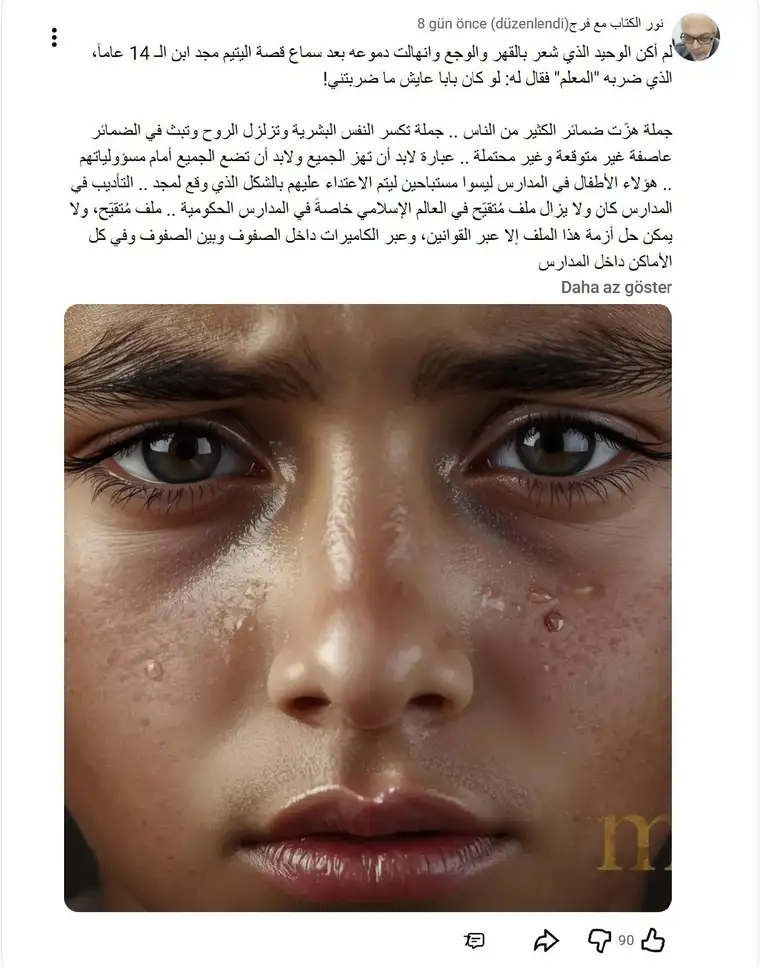 نور الكتاب مع فرج(düzenlendi) 8 gün önce
لم أكن الوحيد الذي شعر بالقهر والوجع وانهالت دموعه بعد سماع قصة اليتيم مجد ابن الـ 14 عاماً،
الذي ضربه "المعلم" فقال له: لو كان بابا عايش ما ضربتني!
جملة هزّت ضمائر الكثير من الناس .. جملة تكسر النفس البشرية وتزلزل الروح وتبث في الضمائر
عاصفة غير متوقعة وغير محتملة .. عبارة لابد أن تهز الجميع ولابد أن تضع الجميع أمام مسؤولياتهم
.. هؤلاء الأطفال في المدارس ليسوا مستباحين ليتم الاعتداء عليهم بالشكل الذي وقع لمجد .. التأديب في
المدارس كان ولا يزال ملف مُتقيّح في العالم الإسلامي خاصةً في المدارس الحكومية .. ملف مُتقيّح، ولا
يمكن حل أزمة هذا الملف إلا عبر القوانين، وعبر الكاميرات داخل الصفوف وبين الصفوف وفي كل
الأماكن داخل المدارس
Daha az göster
m
90